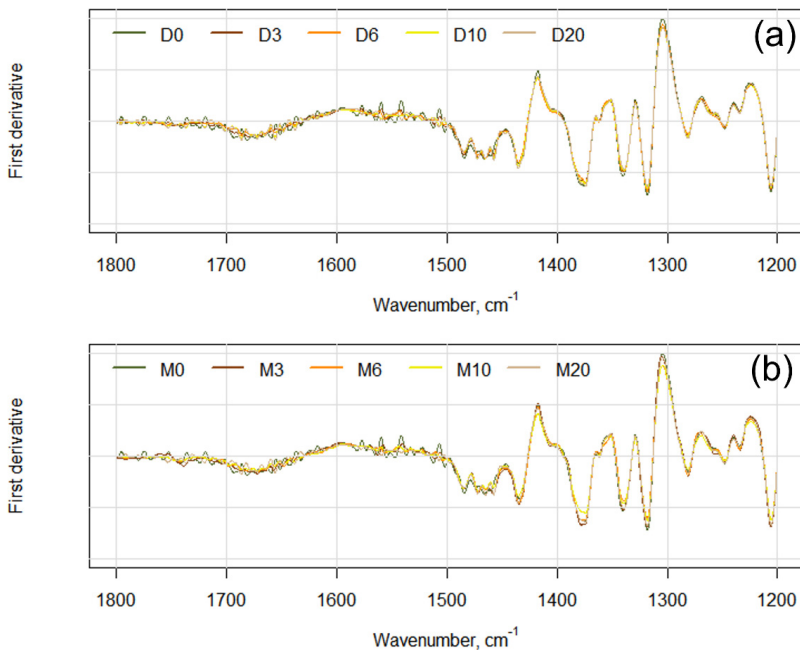 (a)
D0 D3 D6 D10 D20
First derivative
1800 1700 1600 1500 1400 1300 1200
Wavenumber, cm⁻¹
(b)
M0 M3 M6 M10 M20
First derivative
1800 1700 1600 1500 1400 1300 1200
Wavenumber, cm⁻¹